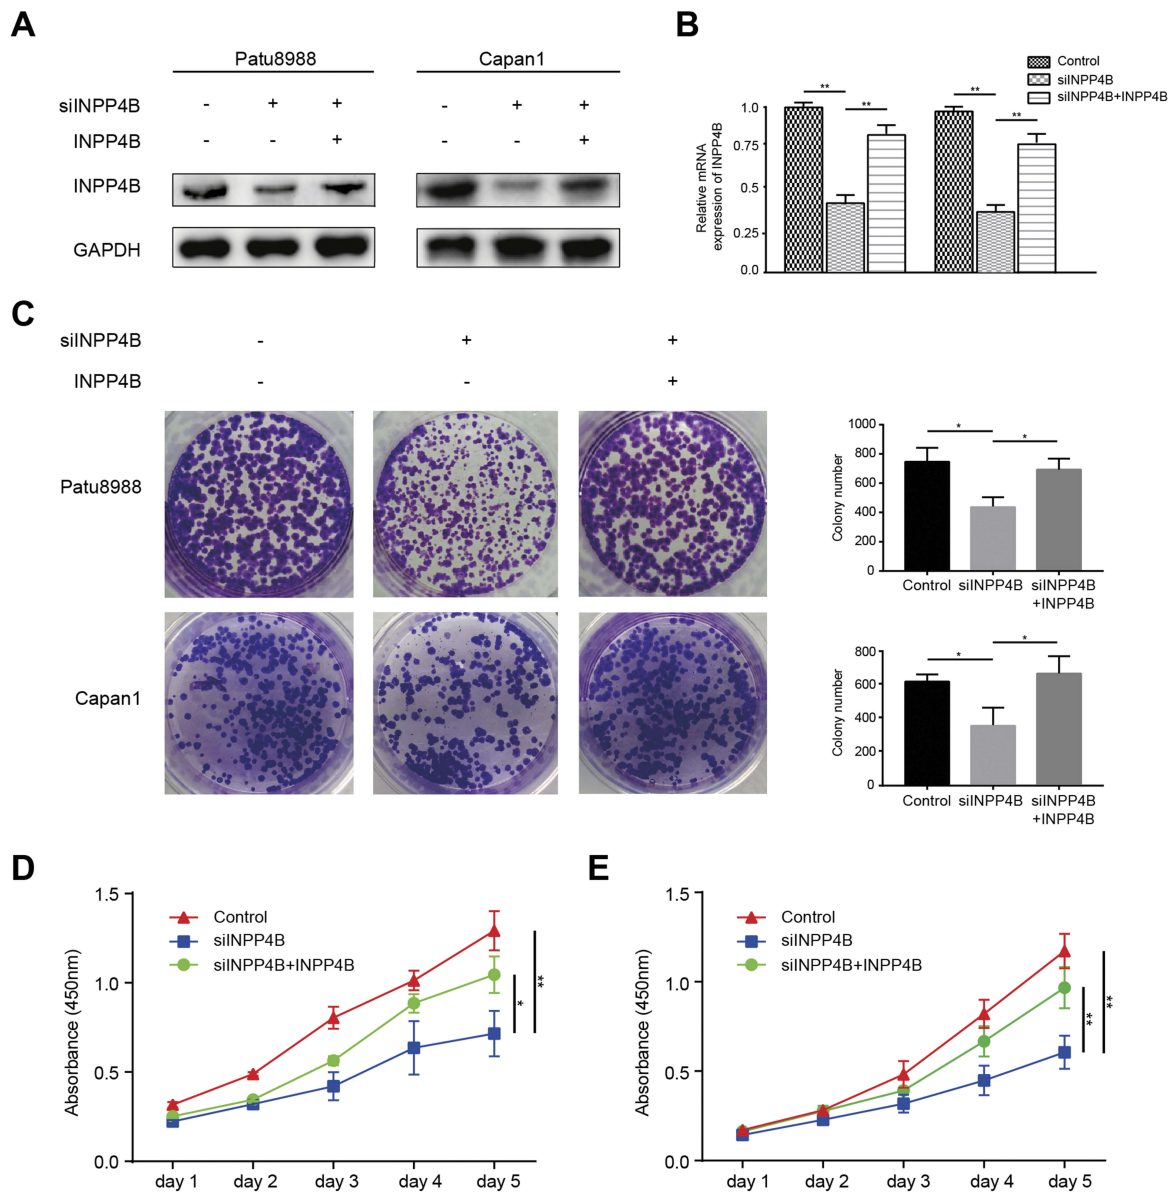 A
Patu8988
Capan1
siINPP4B
- + +
- + +
INPP4B
- - +
- - +
INPP4B
GAPDH
B
Control
siINPP4B
siINPP4B+INPP4B
** ** ** **
Relative mRNA
expression of INPP4B
1.0
0.75
0.25
0.0
C
siINPP4B
- + +
INPP4B
- - +
Patu8988
Colony number
1000
800
600
400
200
0
* *
Control siINPP4B siINPP4B
+INPP4B
Capan1
Colony number
800
600
400
200
0
* *
Control siINPP4B siINPP4B
+INPP4B
D
Absorbance (450nm)
1.5
1.0
0.5
0.0
Control
siINPP4B
siINPP4B+INPP4B
* **
day 1 day 2 day 3 day 4 day 5
E
Absorbance (450nm)
1.5
1.0
0.5
0.0
Control
siINPP4B
siINPP4B+INPP4B
** **
day 1 day 2 day 3 day 4 day 5